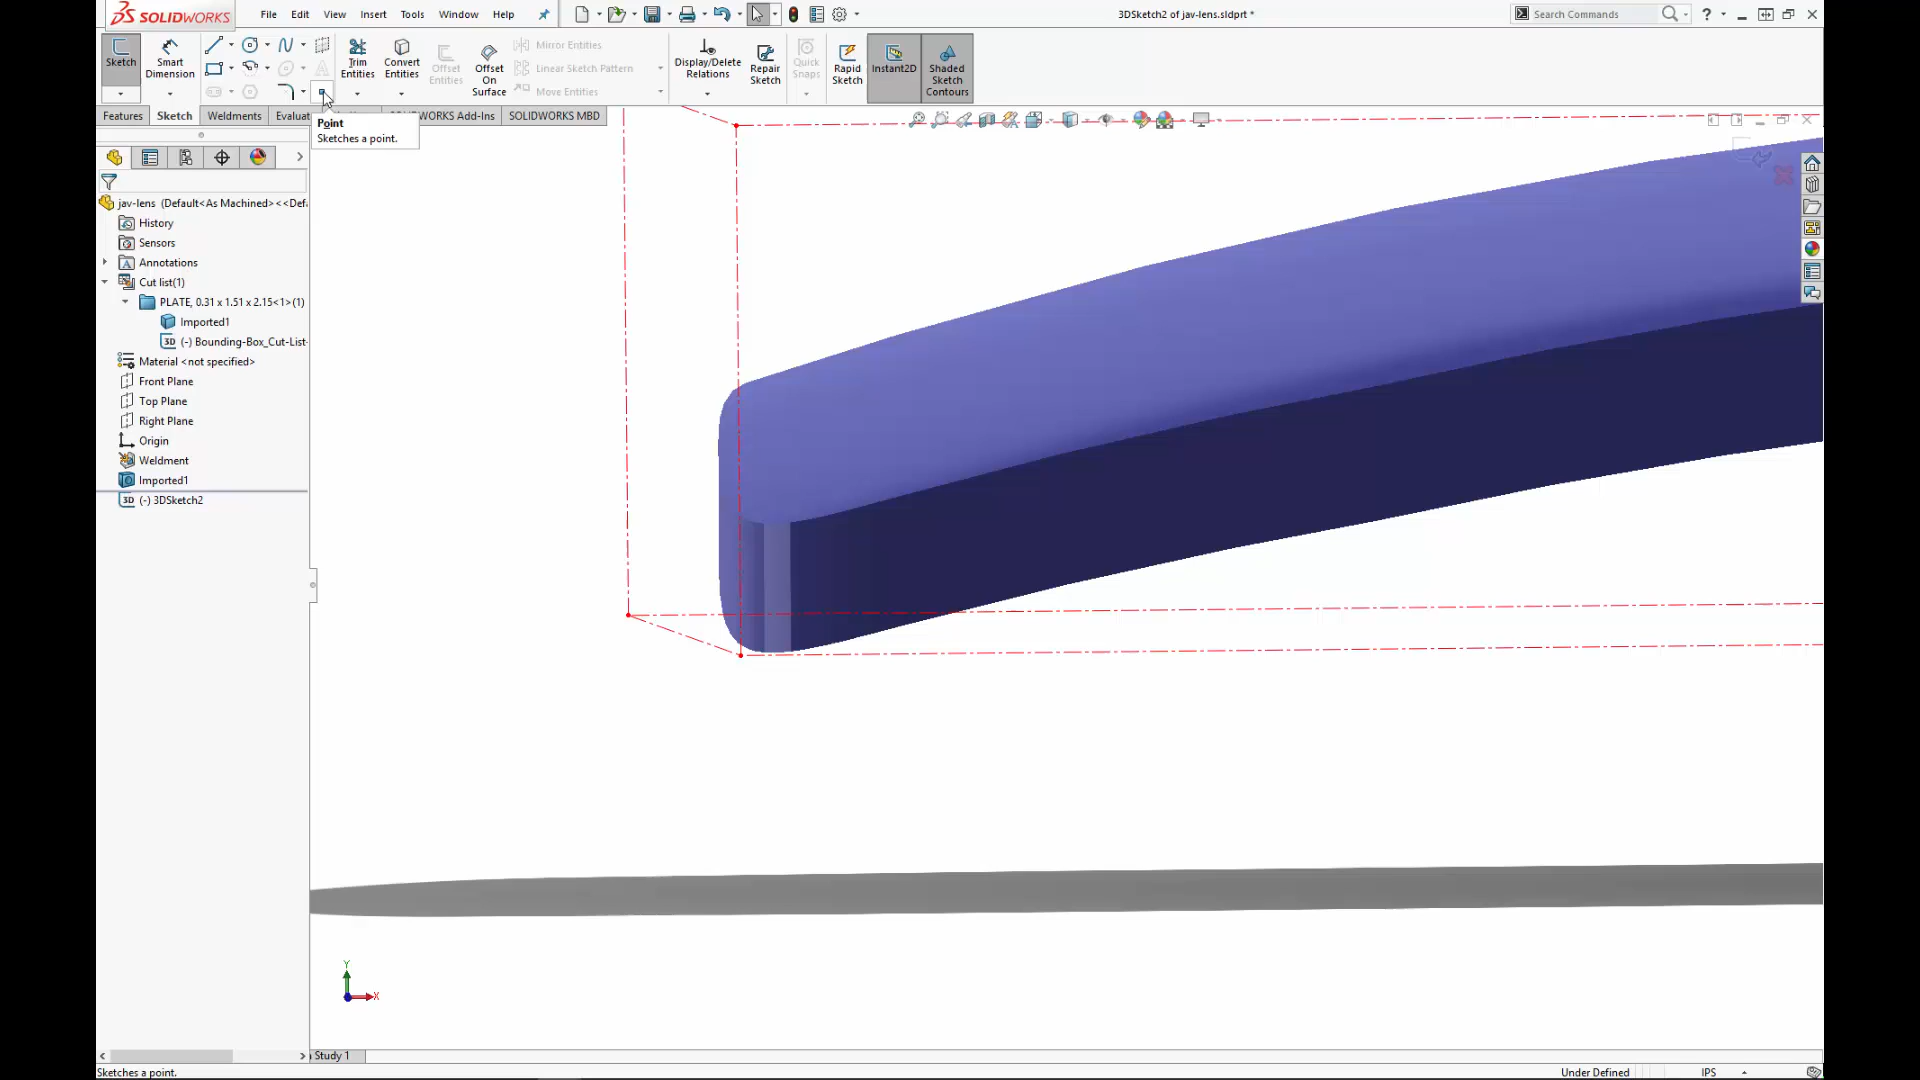 SOLIDWORKS
File Edit View Insert Tools Window Help
3DSketch2 of jav-lens.sldprt *
Search Commands
?
Sketch
Smart Dimension
Trim Entities
Convert Entities
Offset Entities
Offset On Surface
Mirror Entities
Linear Sketch Pattern
Move Entities
Display/Delete Relations
Repair Sketch
Quick Snaps
Rapid Sketch
Instant2D
Shaded Sketch Contours
Features Sketch Weldments Evaluat SOLIDWORKS Add-Ins SOLIDWORKS MBD
Point
Sketches a point.
jav-lens (Default<As Machined><<Def
History
Sensors
Annotations
Cut list(1)
PLATE, 0.31 x 1.51 x 2.15<1>(1)
Imported1
3D (-) Bounding-Box_Cut-List-
Material <not specified>
Front Plane
Top Plane
Right Plane
Origin
Weldment
Imported1
3D (-) 3DSketch2
Y
X
Study 1
Sketches a point.
Under Defined
IPS